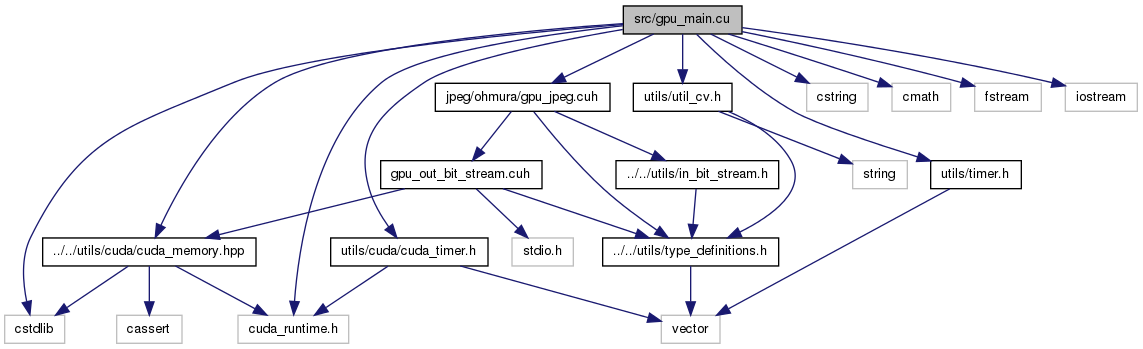 src/gpu_main.cu
jpeg/ohmura/gpu_jpeg.cuh
utils/util_cv.h
cstring
cmath
fstream
iostream
gpu_out_bit_stream.cuh
../../utils/in_bit_stream.h
string
utils/timer.h
../../utils/cuda/cuda_memory.hpp
utils/cuda/cuda_timer.h
stdio.h
../../utils/type_definitions.h
cstdlib
cassert
cuda_runtime.h
vector